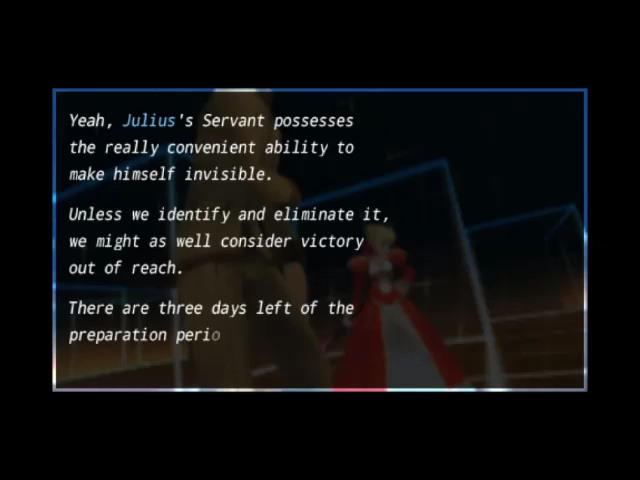 Yeah, Julius's Servant possesses
the really convenient ability to
make himself invisible.
Unless we identify and eliminate it,
we might as well consider victory
out of reach.
There are three days left of the
preparation perio